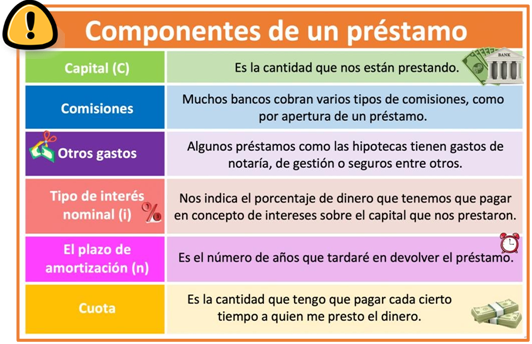 Componentes de un préstamo
Capital (C)
Es la cantidad que nos están prestando.
BANK
Comisiones
Muchos bancos cobran varios tipos de comisiones, como
por apertura de un préstamo.
Otros gastos
Algunos préstamos como las hipotecas tienen gastos de
notaría, de gestión o seguros entre otros.
Tipo de interés
nominal (i)
Nos indica el porcentaje de dinero que tenemos que pagar
en concepto de intereses sobre el capital que nos prestaron.
El plazo de
amortización (n)
Es el número de años que tardaré en devolver el préstamo.
Cuota
Es la cantidad que tengo que pagar cada cierto
tiempo a quien me presto el dinero.